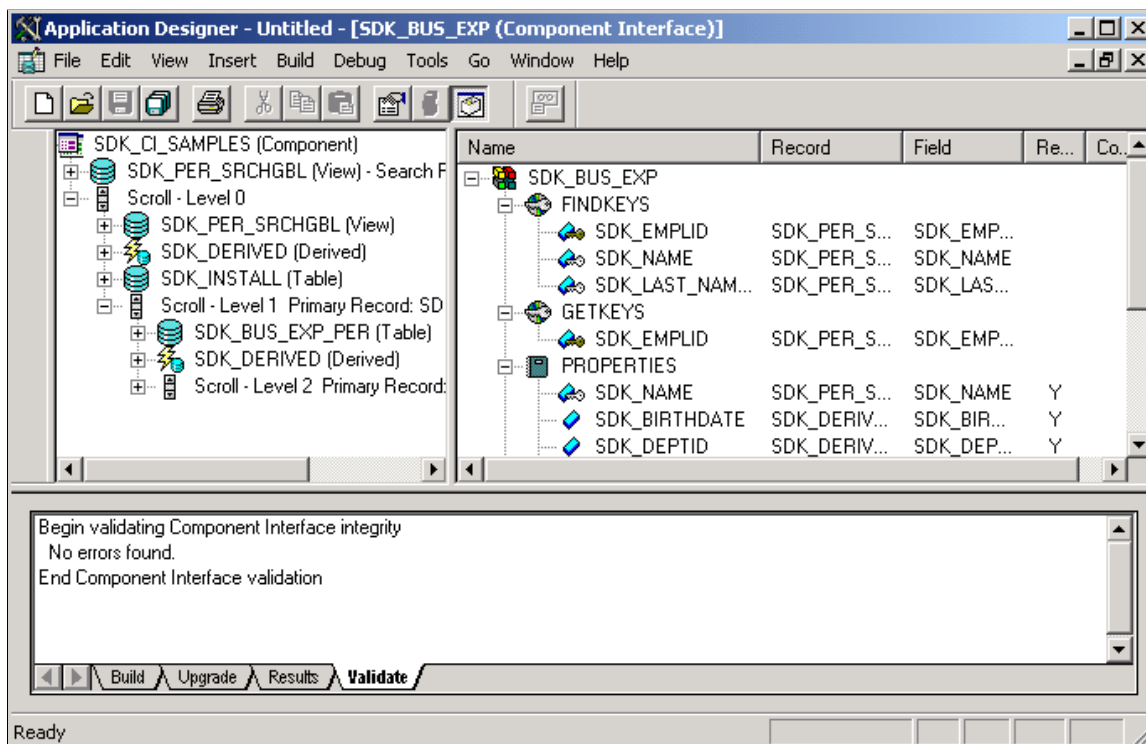 Application Designer - Untitled - [SDK_BUS_EXP (Component Interface)]
File Edit View Insert Build Debug Tools Go Window Help
SDK_CI_SAMPLES (Component)
SDK_PER_SRCHGBL (View) - Search F
Scroll - Level 0
SDK_PER_SRCHGBL (View)
SDK_DERIVED (Derived)
SDK_INSTALL (Table)
Scroll - Level 1 Primary Record: SD
SDK_BUS_EXP_PER (Table)
SDK_DERIVED (Derived)
Scroll - Level 2 Primary Record:
Name Record Field Re... Co..
SDK_BUS_EXP
FINDKEYS
SDK_EMPLID SDK_PER_S... SDK_EMP...
SDK_NAME SDK_PER_S... SDK_NAME
SDK_LAST_NAM... SDK_PER_S... SDK_LAS...
GETKEYS
SDK_EMPLID SDK_PER_S... SDK_EMP...
PROPERTIES
SDK_NAME SDK_PER_S... SDK_NAME Y
SDK_BIRTHDATE SDK_DERIV... SDK_BIR... Y
SDK_DEPTID SDK_DERIV... SDK_DEP... Y
Begin validating Component Interface integrity
No errors found.
End Component Interface validation
Build Upgrade Results Validate
Ready